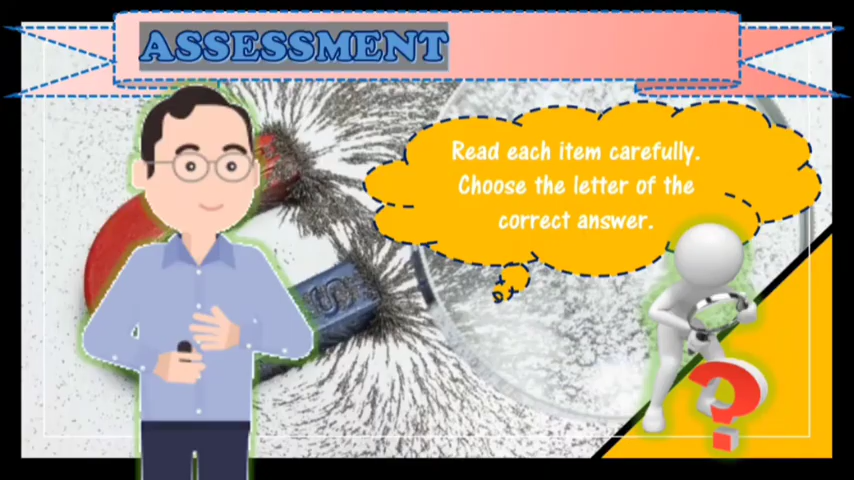 ASSESSMENT
Read each item carefully.
Choose the letter of the
correct answer.
S